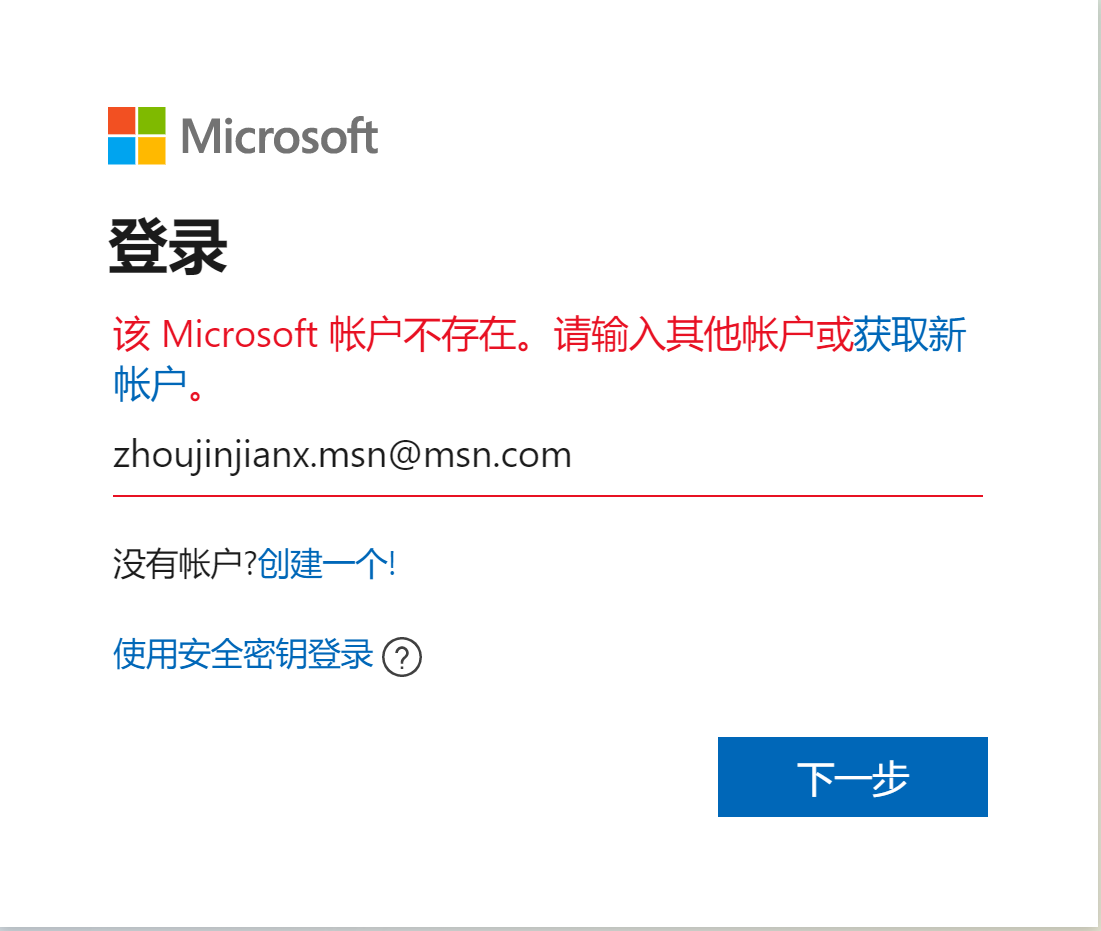 Microsoft
登录
该 Microsoft 帐户不存在。请输入其他帐户或获取新
帐户。
zhoujinjianx.msn@msn.com
没有帐户?创建一个!
使用安全密钥登录 ?
下一步